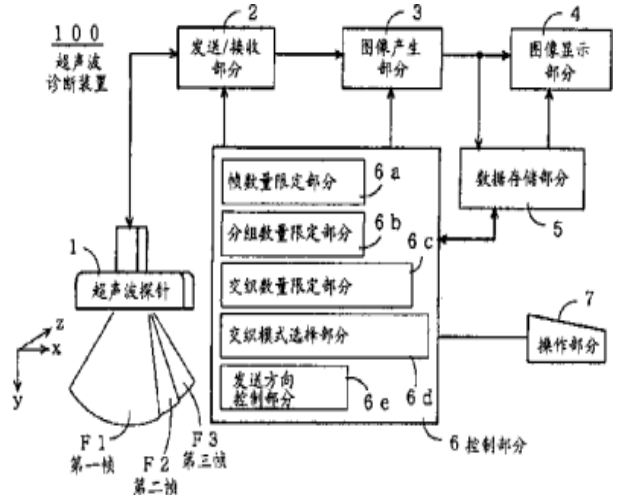 100
超声波
诊断装置
2
发送/接收
部分
3
图像产生
部分
4
图像显示
部分
数据存储部分
5
帧数量限定部分
6a
分组数量限定部分
6b
交织数量限定部分
6c
交织模式选择部分
6d
发送方向
控制部分
6e
6控制部分
1
超声波探针
z
x
y
F1
第一帧
F2
第二帧
F3
第三帧
7
操作部分